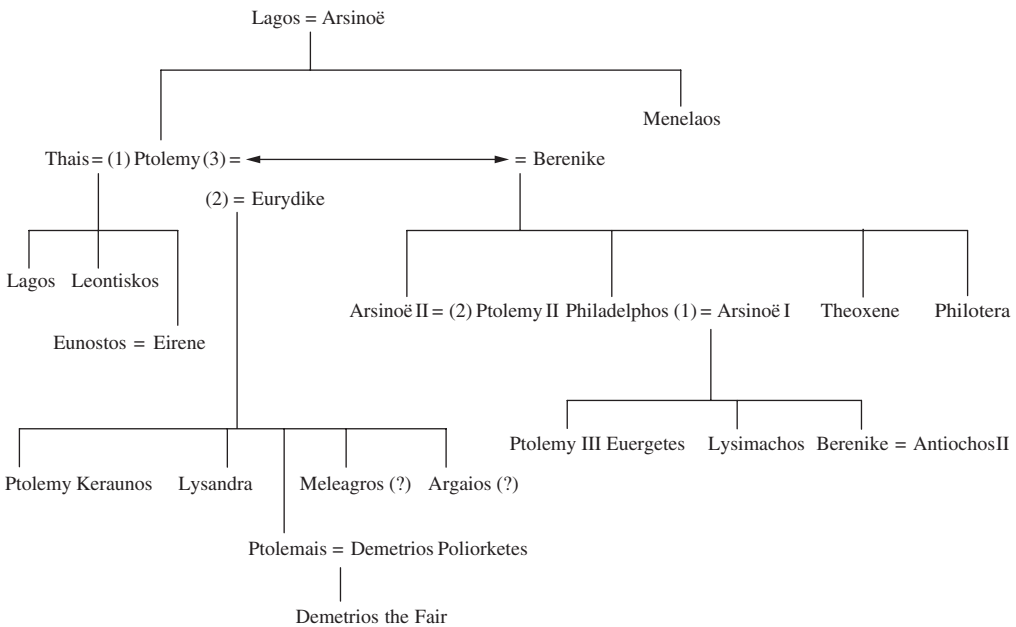 Lagos = Arsinoë
Menelaos
Thais = (1) Ptolemy (3) = = Berenike
(2) = Eurydike
Lagos Leontiskos
Arsinoë II = (2) Ptolemy II Philadelphos (1) = Arsinoë I Theoxene Philotera
Eunostos = Eirene
Ptolemy III Euergetes Lysimachos Berenike = Antiochos II
Ptolemy Keraunos Lysandra Meleagros (?) Argaios (?)
Ptolemais = Demetrios Poliorketes
Demetrios the Fair